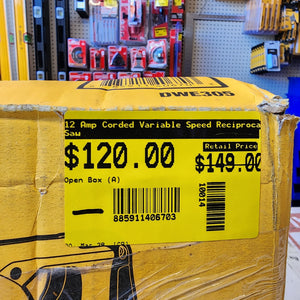 DWE305
12 Amp Corded Variable Speed Reciproca
Saw
Retail Price
$120.00
$149.00
Open Box (A)
10014
885911406703